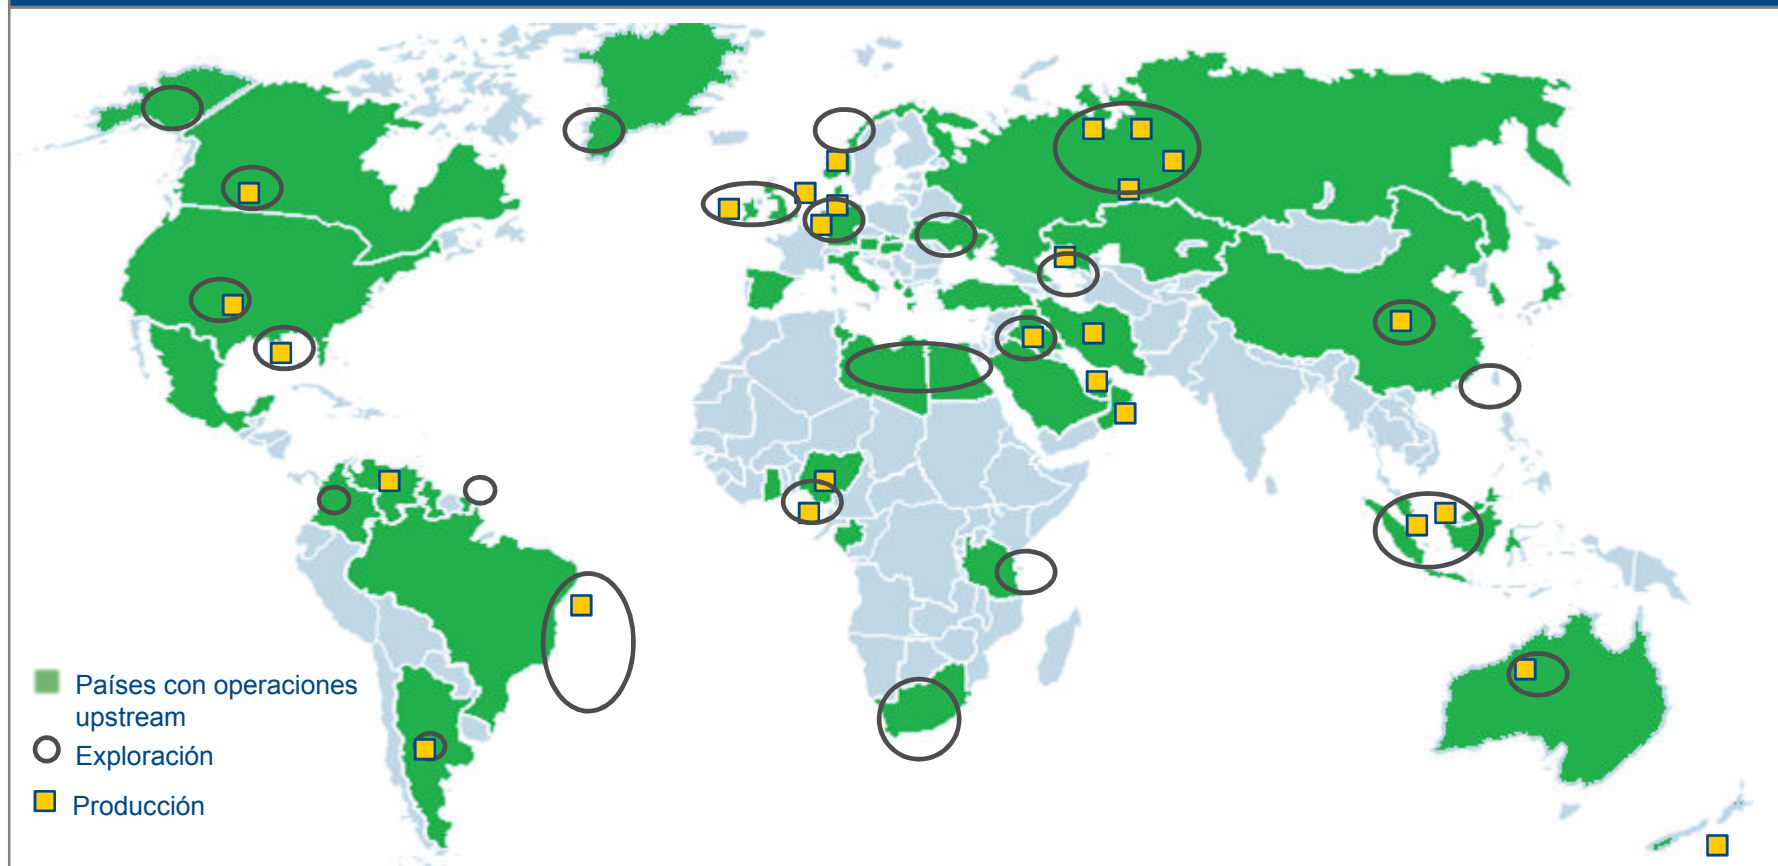 Países con operaciones
upstream
Exploración
Producción